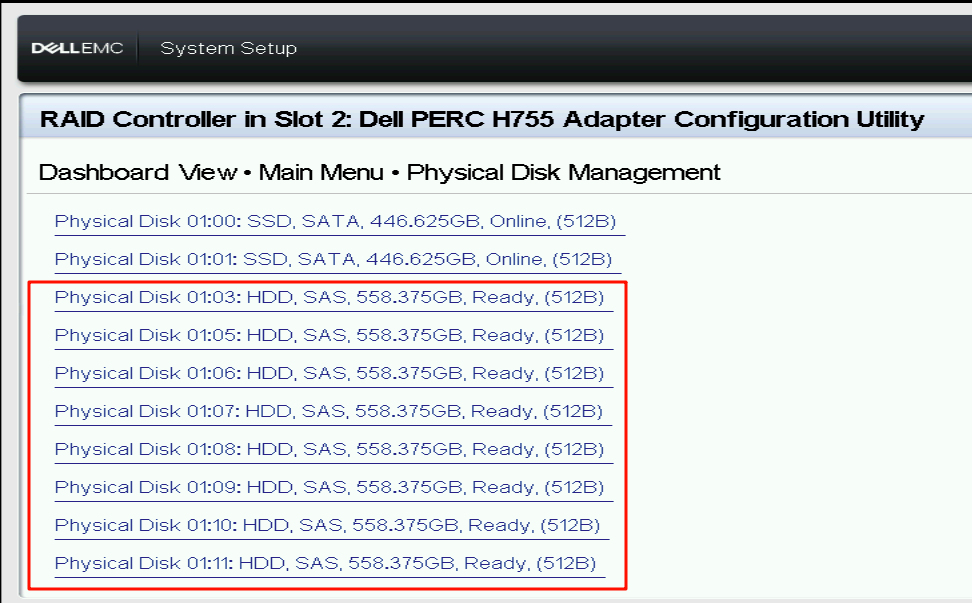 DELLEMC System Setup
RAID Controller in Slot 2: Dell PERC H755 Adapter Configuration Utility
Dashboard View • Main Menu • Physical Disk Management
Physical Disk 01:00: SSD, SATA, 446.625GB, Online, (512B)
Physical Disk 01:01: SSD, SATA, 446.625GB, Online, (512B)
Physical Disk 01:03: HDD, SAS, 558.375GB, Ready, (512B)
Physical Disk 01:05: HDD, SAS, 558.375GB, Ready, (512B)
Physical Disk 01:06: HDD, SAS, 558.375GB, Ready, (512B)
Physical Disk 01:07: HDD, SAS, 558.375GB, Ready, (512B)
Physical Disk 01:08: HDD, SAS, 558.375GB, Ready, (512B)
Physical Disk 01:09: HDD, SAS, 558.375GB, Ready, (512B)
Physical Disk 01:10: HDD, SAS, 558.375GB, Ready, (512B)
Physical Disk 01:11: HDD, SAS, 558.375GB, Ready, (512B)